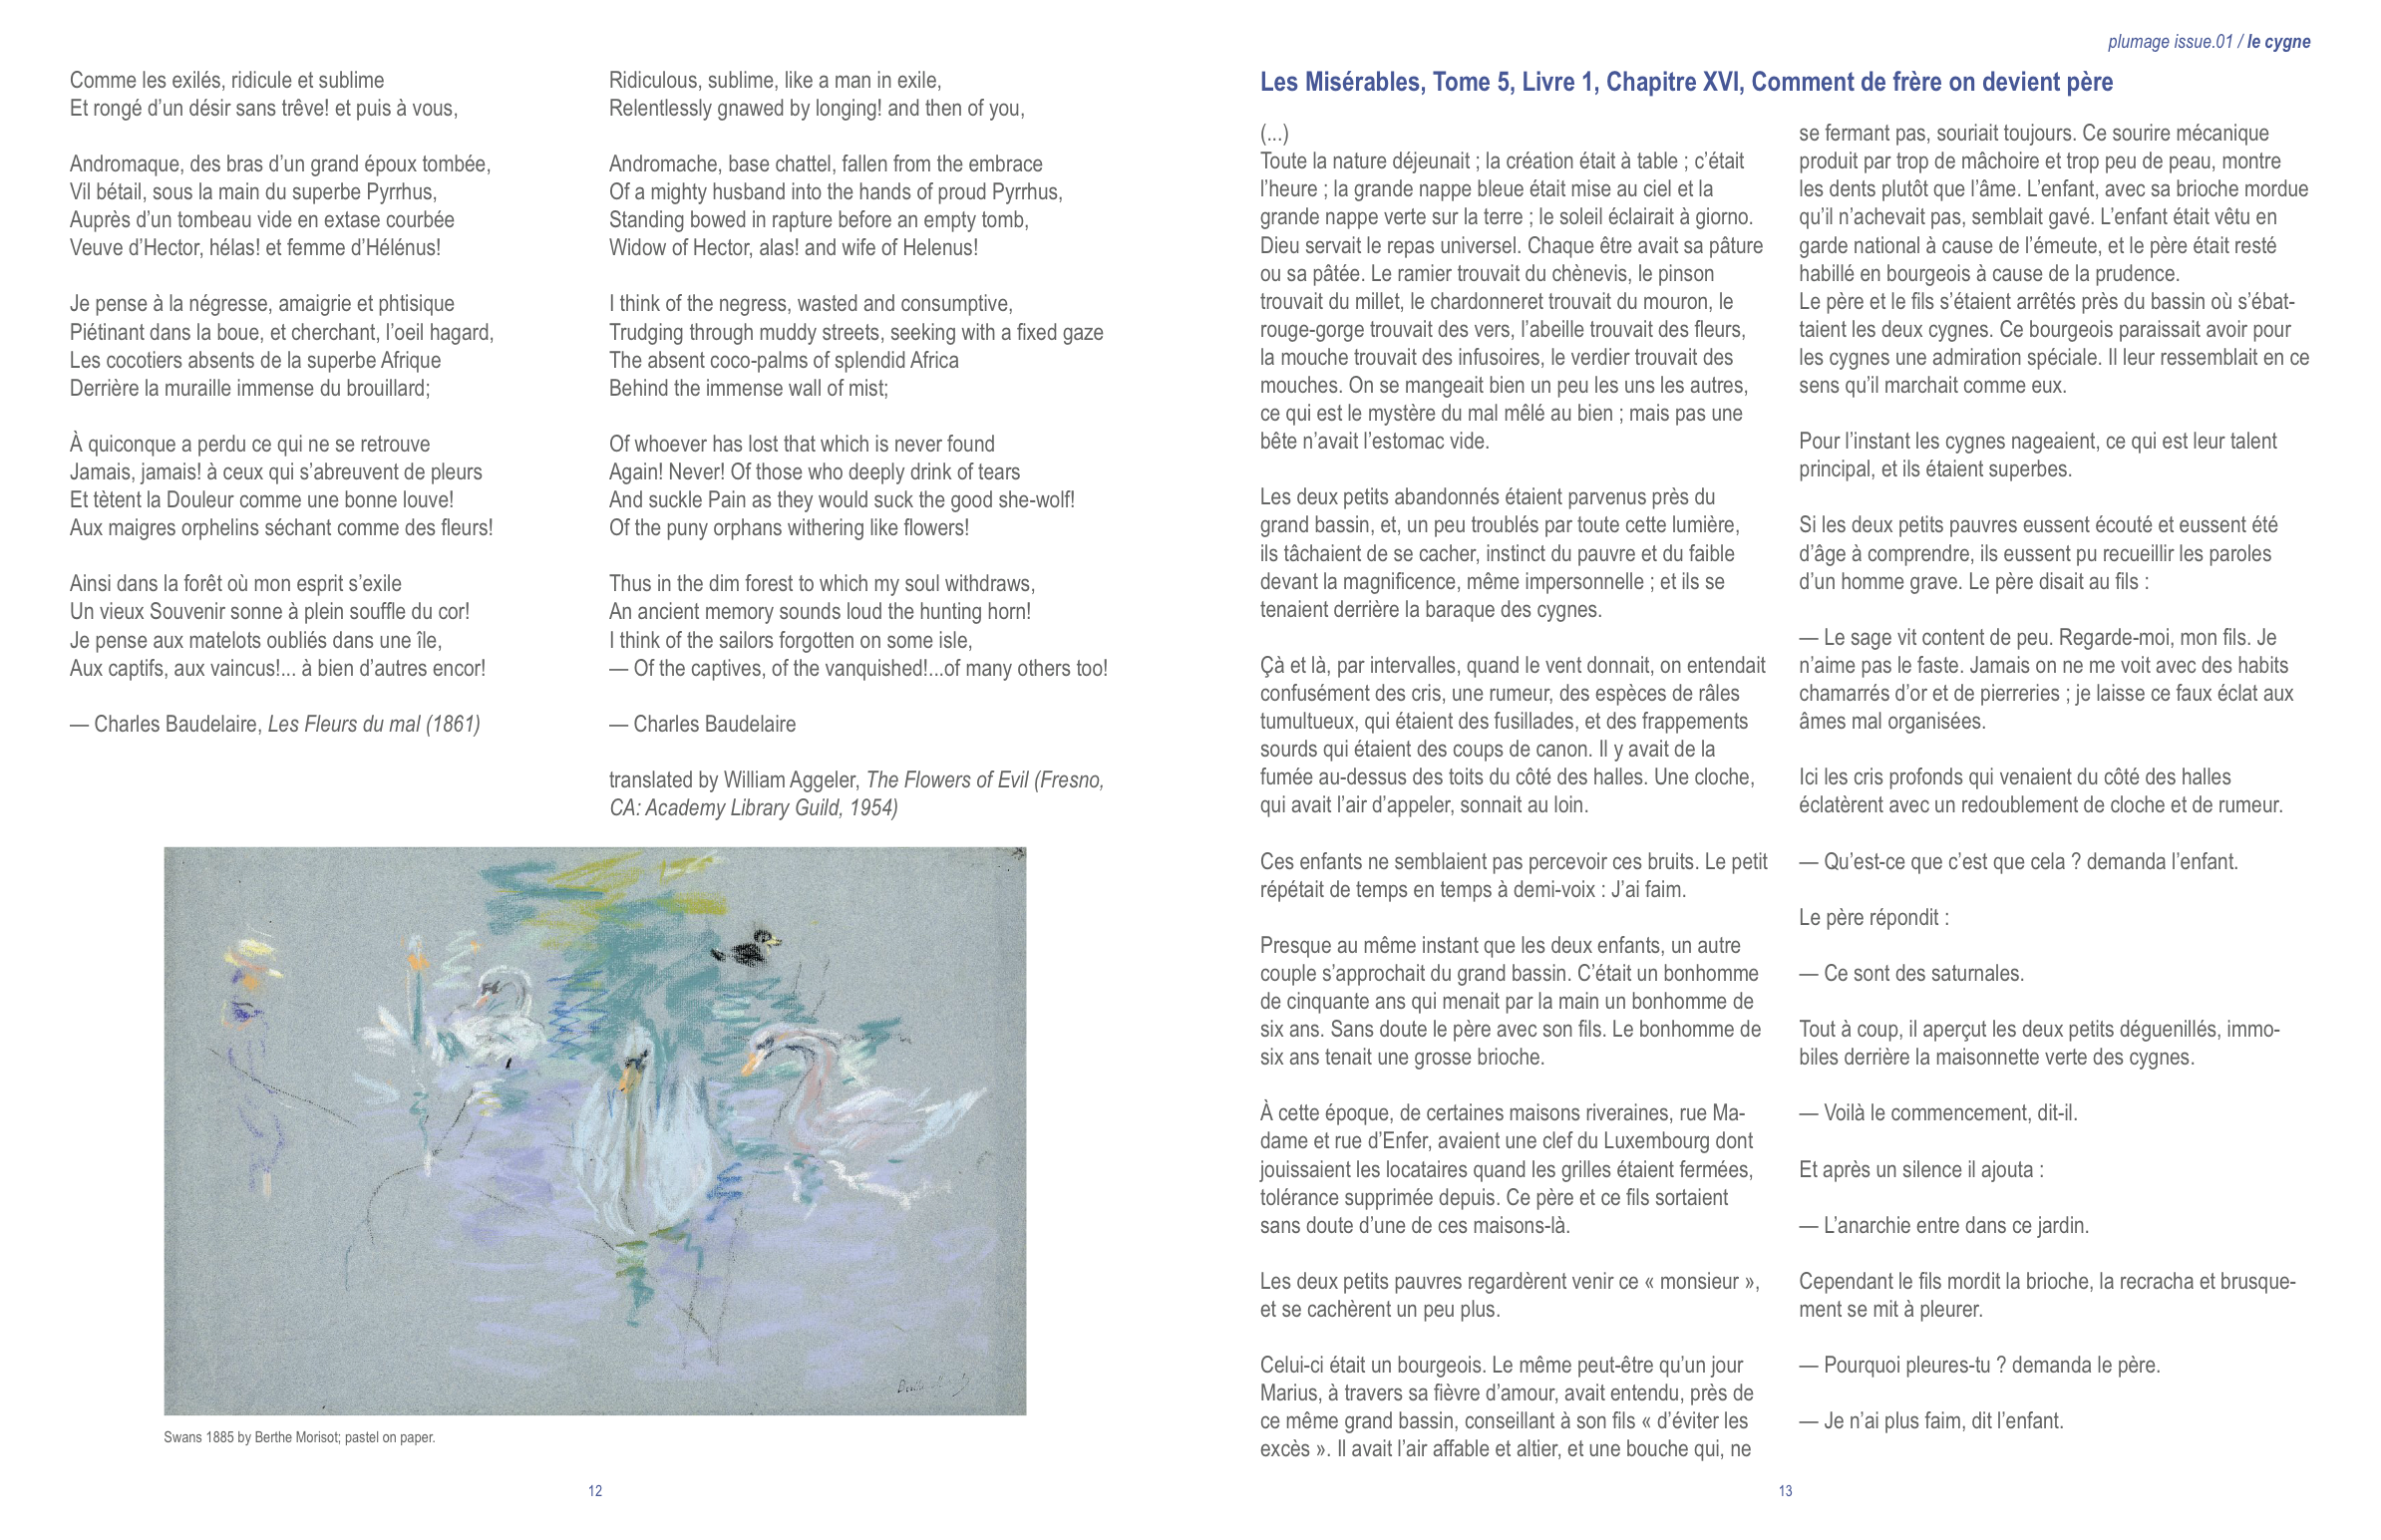 Comme les exilés, ridicule et sublime
Et rongé d’un désir sans trêve! et puis à vous,

Andromaque, des bras d’un grand époux tombée,
Vil bétail, sous la main du superbe Pyrrhus,
Auprès d’un tombeau vide en extase courbée
Veuve d’Hector, hélas! et femme d’Hélénus!

Je pense à la négresse, amaigrie et phtisique
Piétinant dans la boue, et cherchant, l’oeil hagard,
Les cocotiers absents de la superbe Afrique
Derrière la muraille immense du brouillard;

À quiconque a perdu ce qui ne se retrouve
Jamais, jamais! à ceux qui s’abreuvent de pleurs
Et tètent la Douleur comme une bonne louve!
Aux maigres orphelins séchant comme des fleurs!

Ainsi dans la forêt où mon esprit s’exile
Un vieux Souvenir sonne à plein souffle du cor!
Je pense aux matelots oubliés dans une île,
Aux captifs, aux vaincus!... à bien d’autres encor!

— Charles Baudelaire, Les Fleurs du mal (1861)

Ridiculous, sublime, like a man in exile,
Relentlessly gnawed by longing! and then of you,

Andromache, base chattel, fallen from the embrace
Of a mighty husband into the hands of proud Pyrrhus,
Standing bowed in rapture before an empty tomb,
Widow of Hector, alas! and wife of Helenus!

I think of the negress, wasted and consumptive,
Trudging through muddy streets, seeking with a fixed gaze
The absent coco-palms of splendid Africa
Behind the immense wall of mist;

Of whoever has lost that which is never found
Again! Never! Of those who deeply drink of tears
And suckle Pain as they would suck the good she-wolf!
Of the puny orphans withering like flowers!

Thus in the dim forest to which my soul withdraws,
An ancient memory sounds loud the hunting horn!
I think of the sailors forgotten on some isle,
— Of the captives, of the vanquished!...of many others too!

— Charles Baudelaire

translated by William Aggeler, The Flowers of Evil (Fresno,
CA: Academy Library Guild, 1954)

Swans 1885 by Berthe Morisot; pastel on paper.
12

plumage issue.01 / le cygne
Les Misérables, Tome 5, Livre 1, Chapitre XVI, Comment de frère on devient père

(...)
Toute la nature déjeunait ; la création était à table ; c’était
l’heure ; la grande nappe bleue était mise au ciel et la
grande nappe verte sur la terre ; le soleil éclairait à giorno.
Dieu servait le repas universel. Chaque être avait sa pâture
ou sa pâtée. Le ramier trouvait du chènevis, le pinson
trouvait du millet, le chardonneret trouvait du mouron, le
rouge-gorge trouvait des vers, l’abeille trouvait des fleurs,
la mouche trouvait des infusoires, le verdier trouvait des
mouches. On se mangeait bien un peu les uns les autres,
ce qui est le mystère du mal mêlé au bien ; mais pas une
bête n’avait l’estomac vide.

Les deux petits abandonnés étaient parvenus près du
grand bassin, et, un peu troublés par toute cette lumière,
ils tâchaient de se cacher, instinct du pauvre et du faible
devant la magnificence, même impersonnelle ; et ils se
tenaient derrière la baraque des cygnes.

Çà et là, par intervalles, quand le vent donnait, on entendait
confusément des cris, une rumeur, des espèces de râles
tumultueux, qui étaient des fusillades, et des frappements
sourds qui étaient des coups de canon. Il y avait de la
fumée au-dessus des toits du côté des halles. Une cloche,
qui avait l’air d’appeler, sonnait au loin.

Ces enfants ne semblaient pas percevoir ces bruits. Le petit
répétait de temps en temps à demi-voix : J’ai faim.

Presque au même instant que les deux enfants, un autre
couple s’approchait du grand bassin. C’était un bonhomme
de cinquante ans qui menait par la main un bonhomme de
six ans. Sans doute le père avec son fils. Le bonhomme de
six ans tenait une grosse brioche.

À cette époque, de certaines maisons riveraines, rue Ma-
dame et rue d’Enfer, avaient une clef du Luxembourg dont
jouissaient les locataires quand les grilles étaient fermées,
tolérance supprimée depuis. Ce père et ce fils sortaient
sans doute d’une de ces maisons-là.

Les deux petits pauvres regardèrent venir ce « monsieur »,
et se cachèrent un peu plus.

Celui-ci était un bourgeois. Le même peut-être qu’un jour
Marius, à travers sa fièvre d’amour, avait entendu, près de
ce même grand bassin, conseillant à son fils « d’éviter les
excès ». Il avait l’air affable et altier, et une bouche qui, ne
se fermant pas, souriait toujours. Ce sourire mécanique
produit par trop de mâchoire et trop peu de peau, montre
les dents plutôt que l’âme. L’enfant, avec sa brioche mordue
qu’il n’achevait pas, semblait gavé. L’enfant était vêtu en
garde national à cause de l’émeute, et le père était resté
habillé en bourgeois à cause de la prudence.
Le père et le fils s’étaient arrêtés près du bassin où s’ébat-
taient les deux cygnes. Ce bourgeois paraissait avoir pour
les cygnes une admiration spéciale. Il leur ressemblait en ce
sens qu’il marchait comme eux.

Pour l’instant les cygnes nageaient, ce qui est leur talent
principal, et ils étaient superbes.

Si les deux petits pauvres eussent écouté et eussent été
d’âge à comprendre, ils eussent pu recueillir les paroles
d’un homme grave. Le père disait au fils :

— Le sage vit content de peu. Regarde-moi, mon fils. Je
n’aime pas le faste. Jamais on ne me voit avec des habits
chamarrés d’or et de pierreries ; je laisse ce faux éclat aux
âmes mal organisées.

Ici les cris profonds qui venaient du côté des halles
éclatèrent avec un redoublement de cloche et de rumeur.

— Qu’est-ce que c’est que cela ? demanda l’enfant.

Le père répondit :

— Ce sont des saturnales.

Tout à coup, il aperçut les deux petits déguenillés, immo-
biles derrière la maisonnette verte des cygnes.

— Voilà le commencement, dit-il.

Et après un silence il ajouta :

— L’anarchie entre dans ce jardin.

Cependant le fils mordit la brioche, la recracha et brusque-
ment se mit à pleurer.

— Pourquoi pleures-tu ? demanda le père.

— Je n’ai plus faim, dit l’enfant.
13